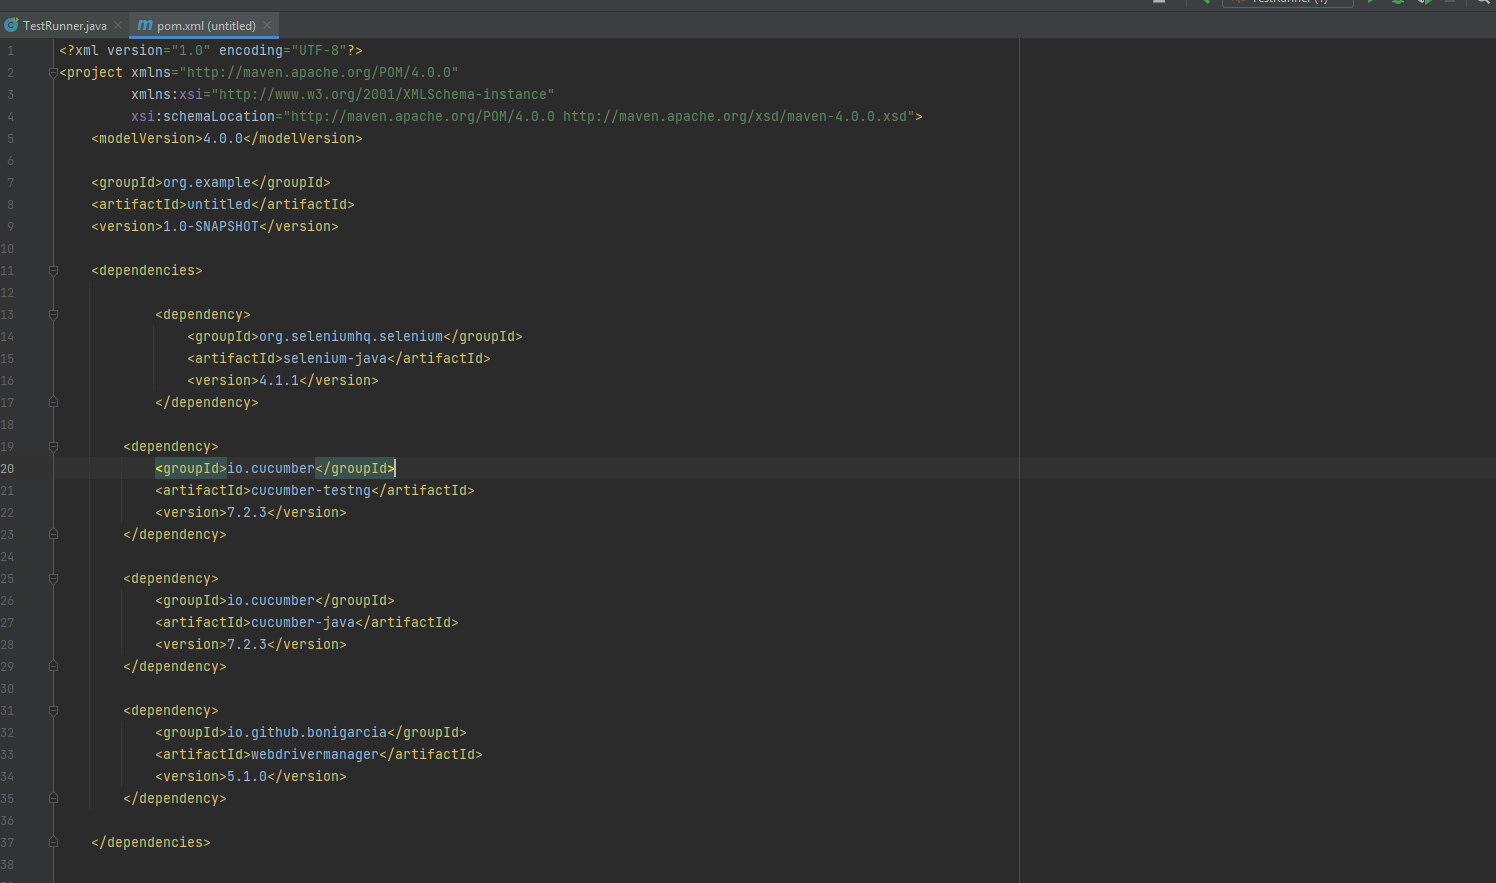 TestRunner.java
pom.xml (untitled)
1 <?xml version="1.0" encoding="UTF-8"?>
2 <project xmlns="http://maven.apache.org/POM/4.0.0"
3 xmlns:xsi="http://www.w3.org/2001/XMLSchema-instance"
4 xsi:schemaLocation="http://maven.apache.org/POM/4.0.0 http://maven.apache.org/xsd/maven-4.0.0.xsd">
5 <modelVersion>4.0.0</modelVersion>
6
7 <groupId>org.example</groupId>
8 <artifactId>untitled</artifactId>
9 <version>1.0-SNAPSHOT</version>
10
11 <dependencies>
12
13 <dependency>
14 <groupId>org.seleniumhq.selenium</groupId>
15 <artifactId>selenium-java</artifactId>
16 <version>4.1.1</version>
17 </dependency>
18
19 <dependency>
20 <groupId>io.cucumber</groupId>
21 <artifactId>cucumber-testng</artifactId>
22 <version>7.2.3</version>
23 </dependency>
24
25 <dependency>
26 <groupId>io.cucumber</groupId>
27 <artifactId>cucumber-java</artifactId>
28 <version>7.2.3</version>
29 </dependency>
30
31 <dependency>
32 <groupId>io.github.bonigarcia</groupId>
33 <artifactId>webdrivermanager</artifactId>
34 <version>5.1.0</version>
35 </dependency>
36
37 </dependencies>
38